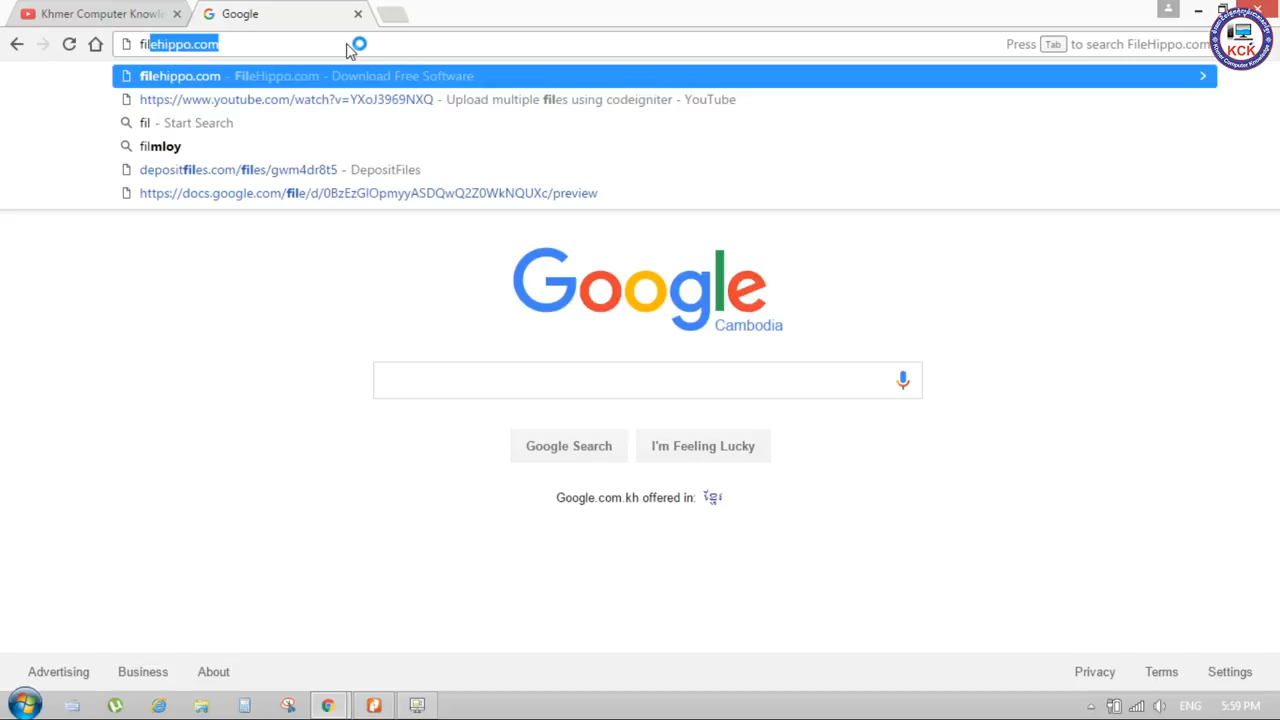 Khmer Computer Knowl
Google
filehippo.com
Press Tab to search FileHippo.com
filehippo.com - FileHippo.com - Download Free Software
https://www.youtube.com/watch?v=YXoJ3969NXQ - Upload multiple files using codeigniter - YouTube
fil - Start Search
filmloy
depositfiles.com/files/gwm4dr8t5 - DepositFiles
https://docs.google.com/file/d/0BzEzGlOpmyyASDQwQ2Z0WkNQUXc/preview
KCK
Google
Cambodia
Google Search
I'm Feeling Lucky
Google.com.kh offered in: ខ្មែរ
Advertising
Business
About
Privacy
Terms
Settings
ENG
5:59 PM